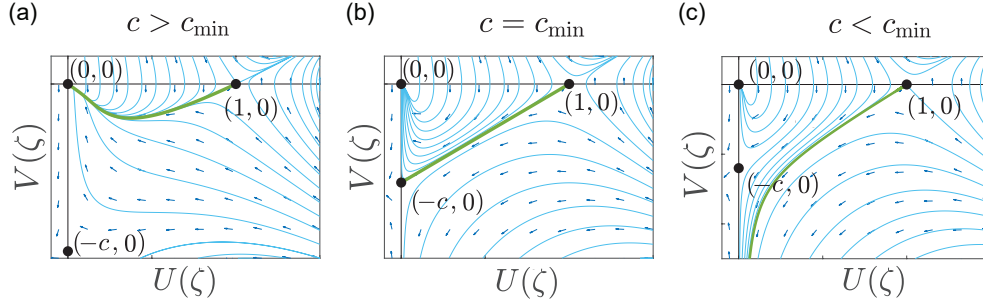 (a)
c > c_min
V(ζ)
(0, 0)
(1, 0)
(−c, 0)
U(ζ)
(b)
c = c_min
V(ζ)
(0, 0)
(1, 0)
(−c, 0)
U(ζ)
(c)
c < c_min
V(ζ)
(0, 0)
(1, 0)
(−c, 0)
U(ζ)